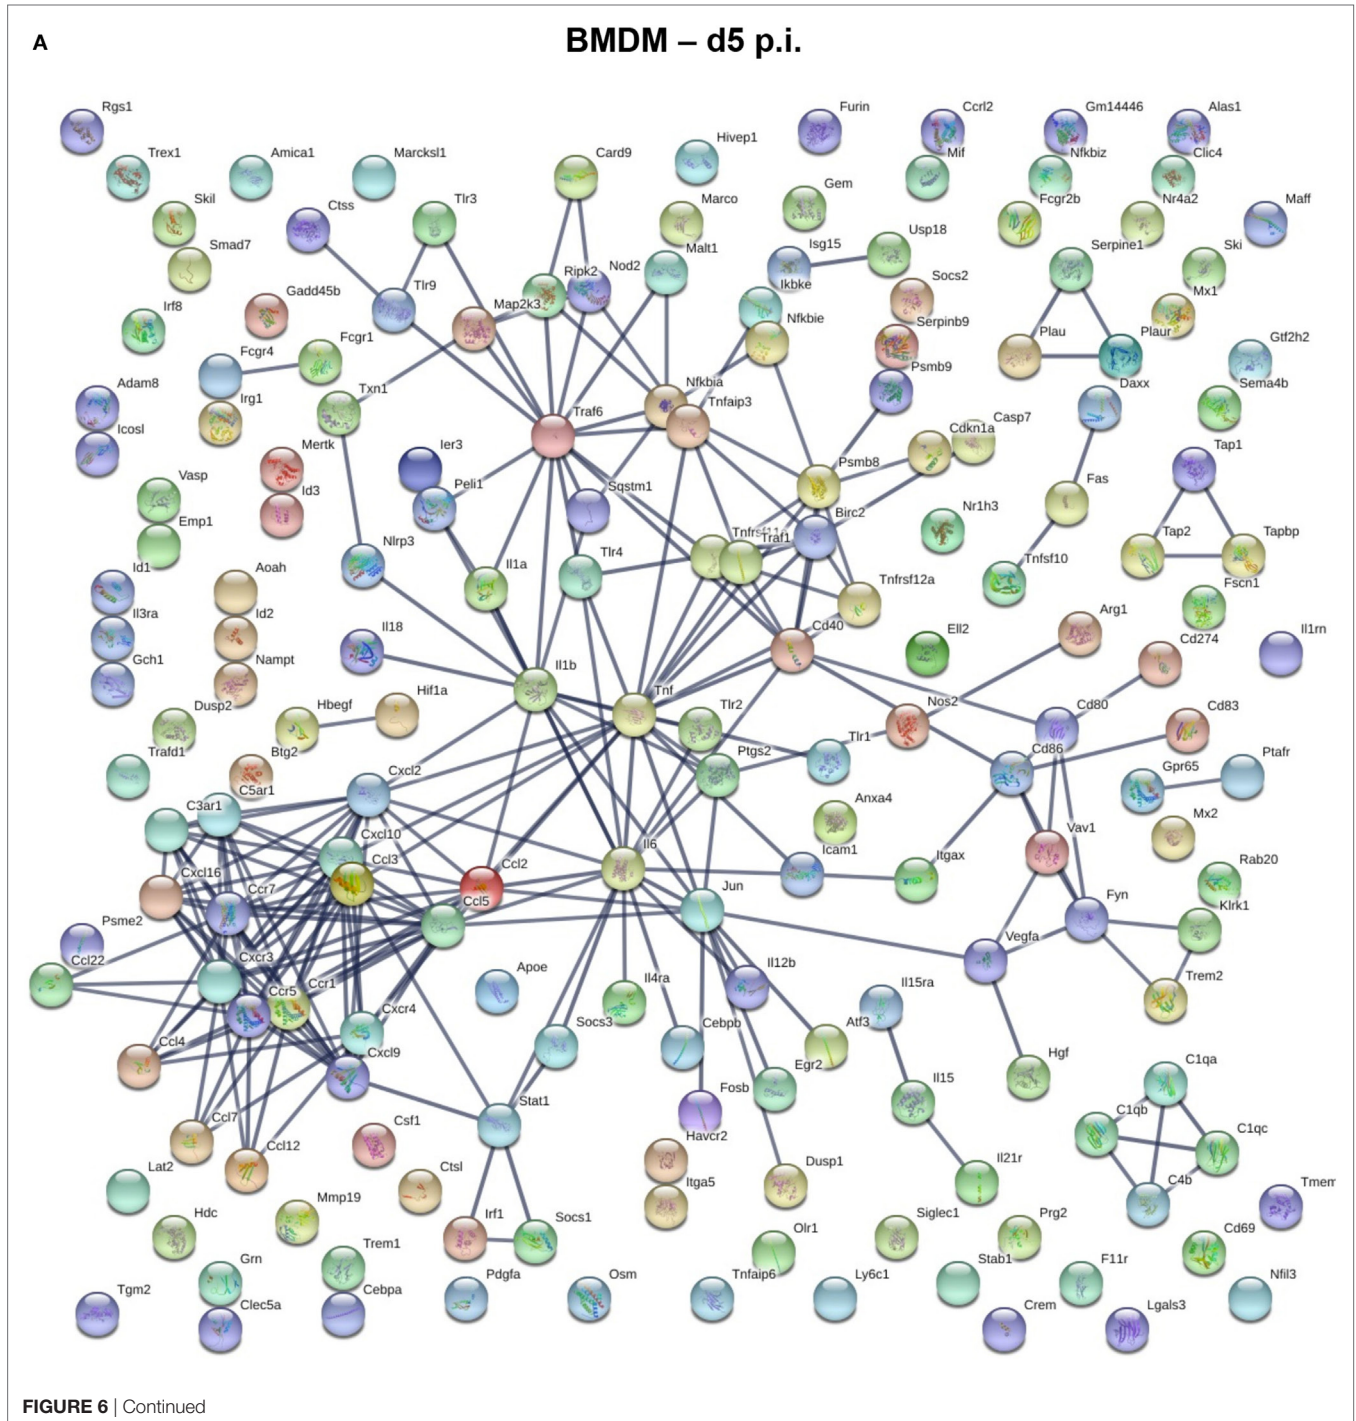 A
BMDM – d5 p.i.
Rgs1
Furin
Ccrl2
Gm14446
Alas1
Trex1
Amica1
Marcksl1
Card9
Hivep1
Mif
Nfkbiz
Clic4
Skil
Ctss
Tlr3
Marco
Gem
Fcgr2b
Nr4a2
Maff
Smad7
Malt1
Isg15
Usp18
Serpine1
Ski
Irf8
Gadd45b
Tlr9
Map2k3
Ripk2
Nod2
Ikbke
Socs2
Mx1
Fcgr4
Fcgr1
Nfkbie
Serpinb9
Plau
Plaur
Gtf2h2
Adam8
Irg1
Txn1
Nfkbia
Psmb9
Daxx
Sema4b
Icosl
Traf6
Tnfaip3
Cdkn1a
Casp7
Mertk
Ier3
Psmb8
Tap1
Vasp
Id3
Peli1
Sqstm1
Birc2
Nr1h3
Fas
Emp1
Nlrp3
Il1a
Tlr4
Traf1
Tnfsf10
Tap2
Tapbp
Id1
Aoah
Tnfrsf12a
Fscn1
Il3ra
Id2
Il18
Cd40
Ell2
Arg1
Cd274
Il1rn
Gch1
Nampt
Il1b
Tnf
Dusp2
Hbegf
Hif1a
Tlr2
Nos2
Cd80
Cd83
Trafd1
Btg2
Ptgs2
Tlr1
Cd86
Gpr65
Ptafr
C3ar1
C5ar1
Cxcl2
Anxa4
Mx2
Cxcl10
Il6
Icam1
Itgax
Vav1
Rab20
Cxcl16
Ccr7
Ccl3
Ccl2
Jun
Fyn
Klrk1
Psme2
Ccl5
Vegfa
Ccl22
Cxcr3
Apoe
Il4ra
Il12b
Il15ra
Trem2
Ccr5
Ccr1
Cxcr4
Socs3
Cebpb
Atf3
Ccl4
Cxcl9
Egr2
Hgf
C1qa
Ccl7
Stat1
Fosb
Il15
C1qb
C1qc
Ccl12
Csf1
Havcr2
Lat2
Ctsl
Itga5
Dusp1
Il21r
C4b
Tmem
Hdc
Mmp19
Irf1
Socs1
Olr1
Siglec1
Prg2
Cd69
Grn
Trem1
Tgm2
Clec5a
Cebpa
Pdgfa
Osm
Tnfaip6
Ly6c1
Stab1
F11r
Nfil3
Crem
Lgals3
FIGURE 6 | Continued